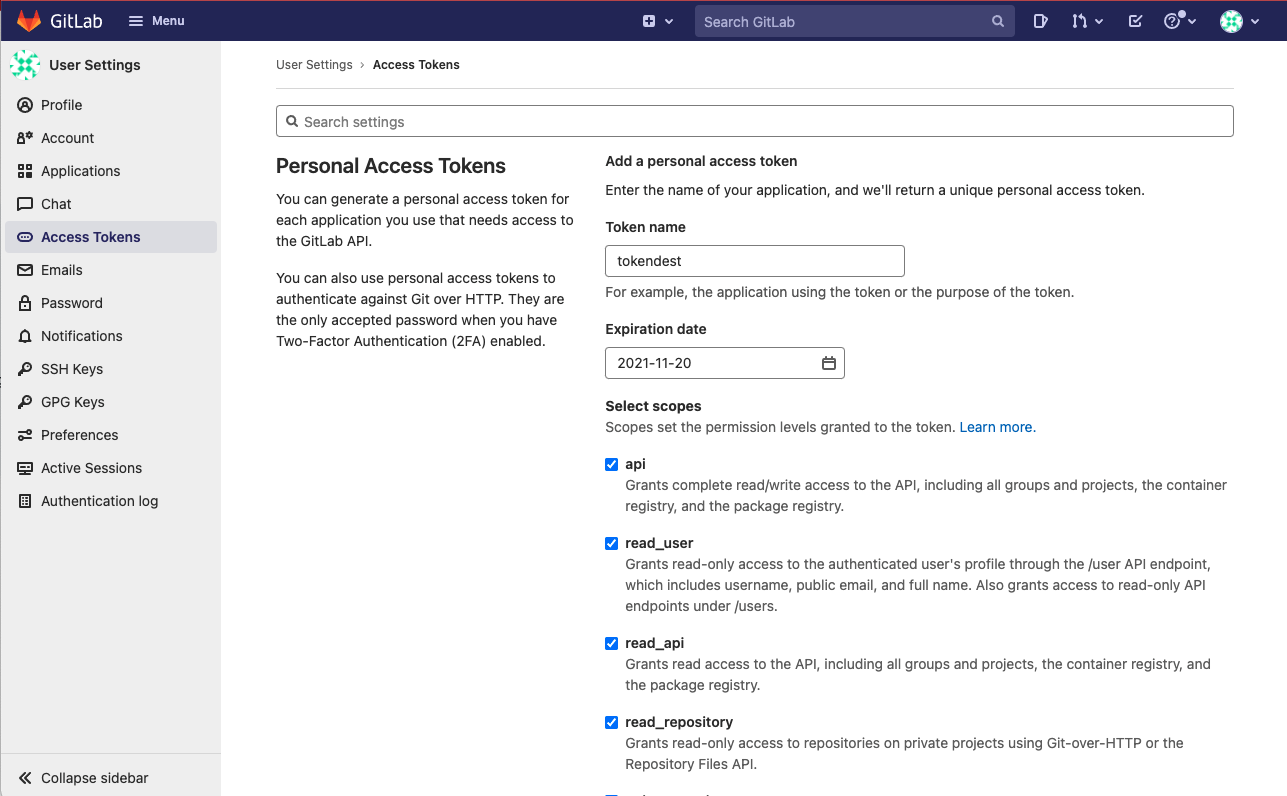 GitLab
Menu
Search GitLab
User Settings
Profile
Account
Applications
Chat
Access Tokens
Emails
Password
Notifications
SSH Keys
GPG Keys
Preferences
Active Sessions
Authentication log
Collapse sidebar
User Settings › Access Tokens
Search settings
Personal Access Tokens
You can generate a personal access token for
each application you use that needs access to
the GitLab API.
You can also use personal access tokens to
authenticate against Git over HTTP. They are
the only accepted password when you have
Two-Factor Authentication (2FA) enabled.
Add a personal access token
Enter the name of your application, and we'll return a unique personal access token.
Token name
tokendest
For example, the application using the token or the purpose of the token.
Expiration date
2021-11-20
Select scopes
Scopes set the permission levels granted to the token. Learn more.
api
Grants complete read/write access to the API, including all groups and projects, the container
registry, and the package registry.
read_user
Grants read-only access to the authenticated user's profile through the /user API endpoint,
which includes username, public email, and full name. Also grants access to read-only API
endpoints under /users.
read_api
Grants read access to the API, including all groups and projects, the container registry, and
the package registry.
read_repository
Grants read-only access to repositories on private projects using Git-over-HTTP or the
Repository Files API.